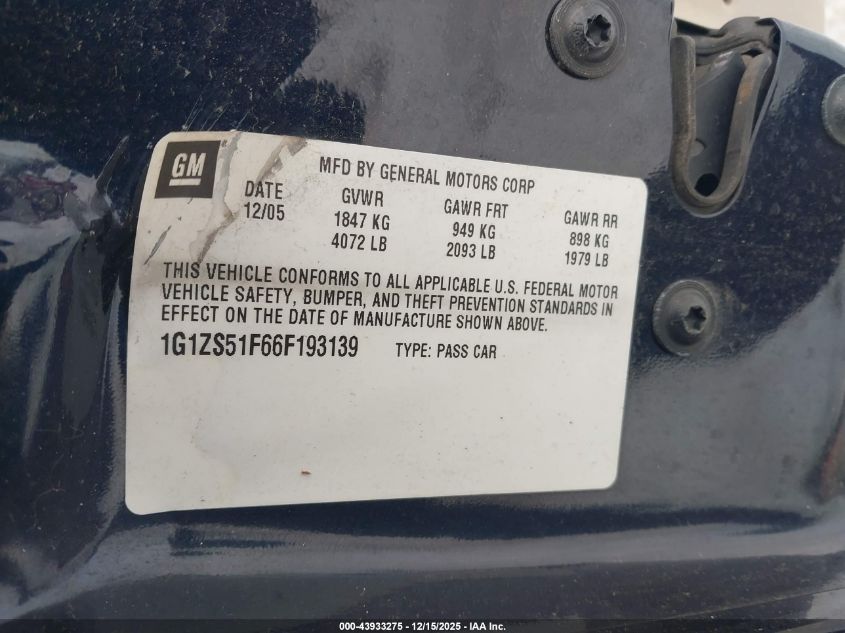 GM
MFD BY GENERAL MOTORS CORP
DATE GVWR GAWR FRT GAWR RR
12/05 1847 KG 949 KG 898 KG
4072 LB 2093 LB 1979 LB
THIS VEHICLE CONFORMS TO ALL APPLICABLE U.S. FEDERAL MOTOR
VEHICLE SAFETY, BUMPER, AND THEFT PREVENTION STANDARDS IN
EFFECT ON THE DATE OF MANUFACTURE SHOWN ABOVE.
1G1ZS51F66F193139 TYPE: PASS CAR
000-43933275 - 12/15/2025 - IAA Inc.